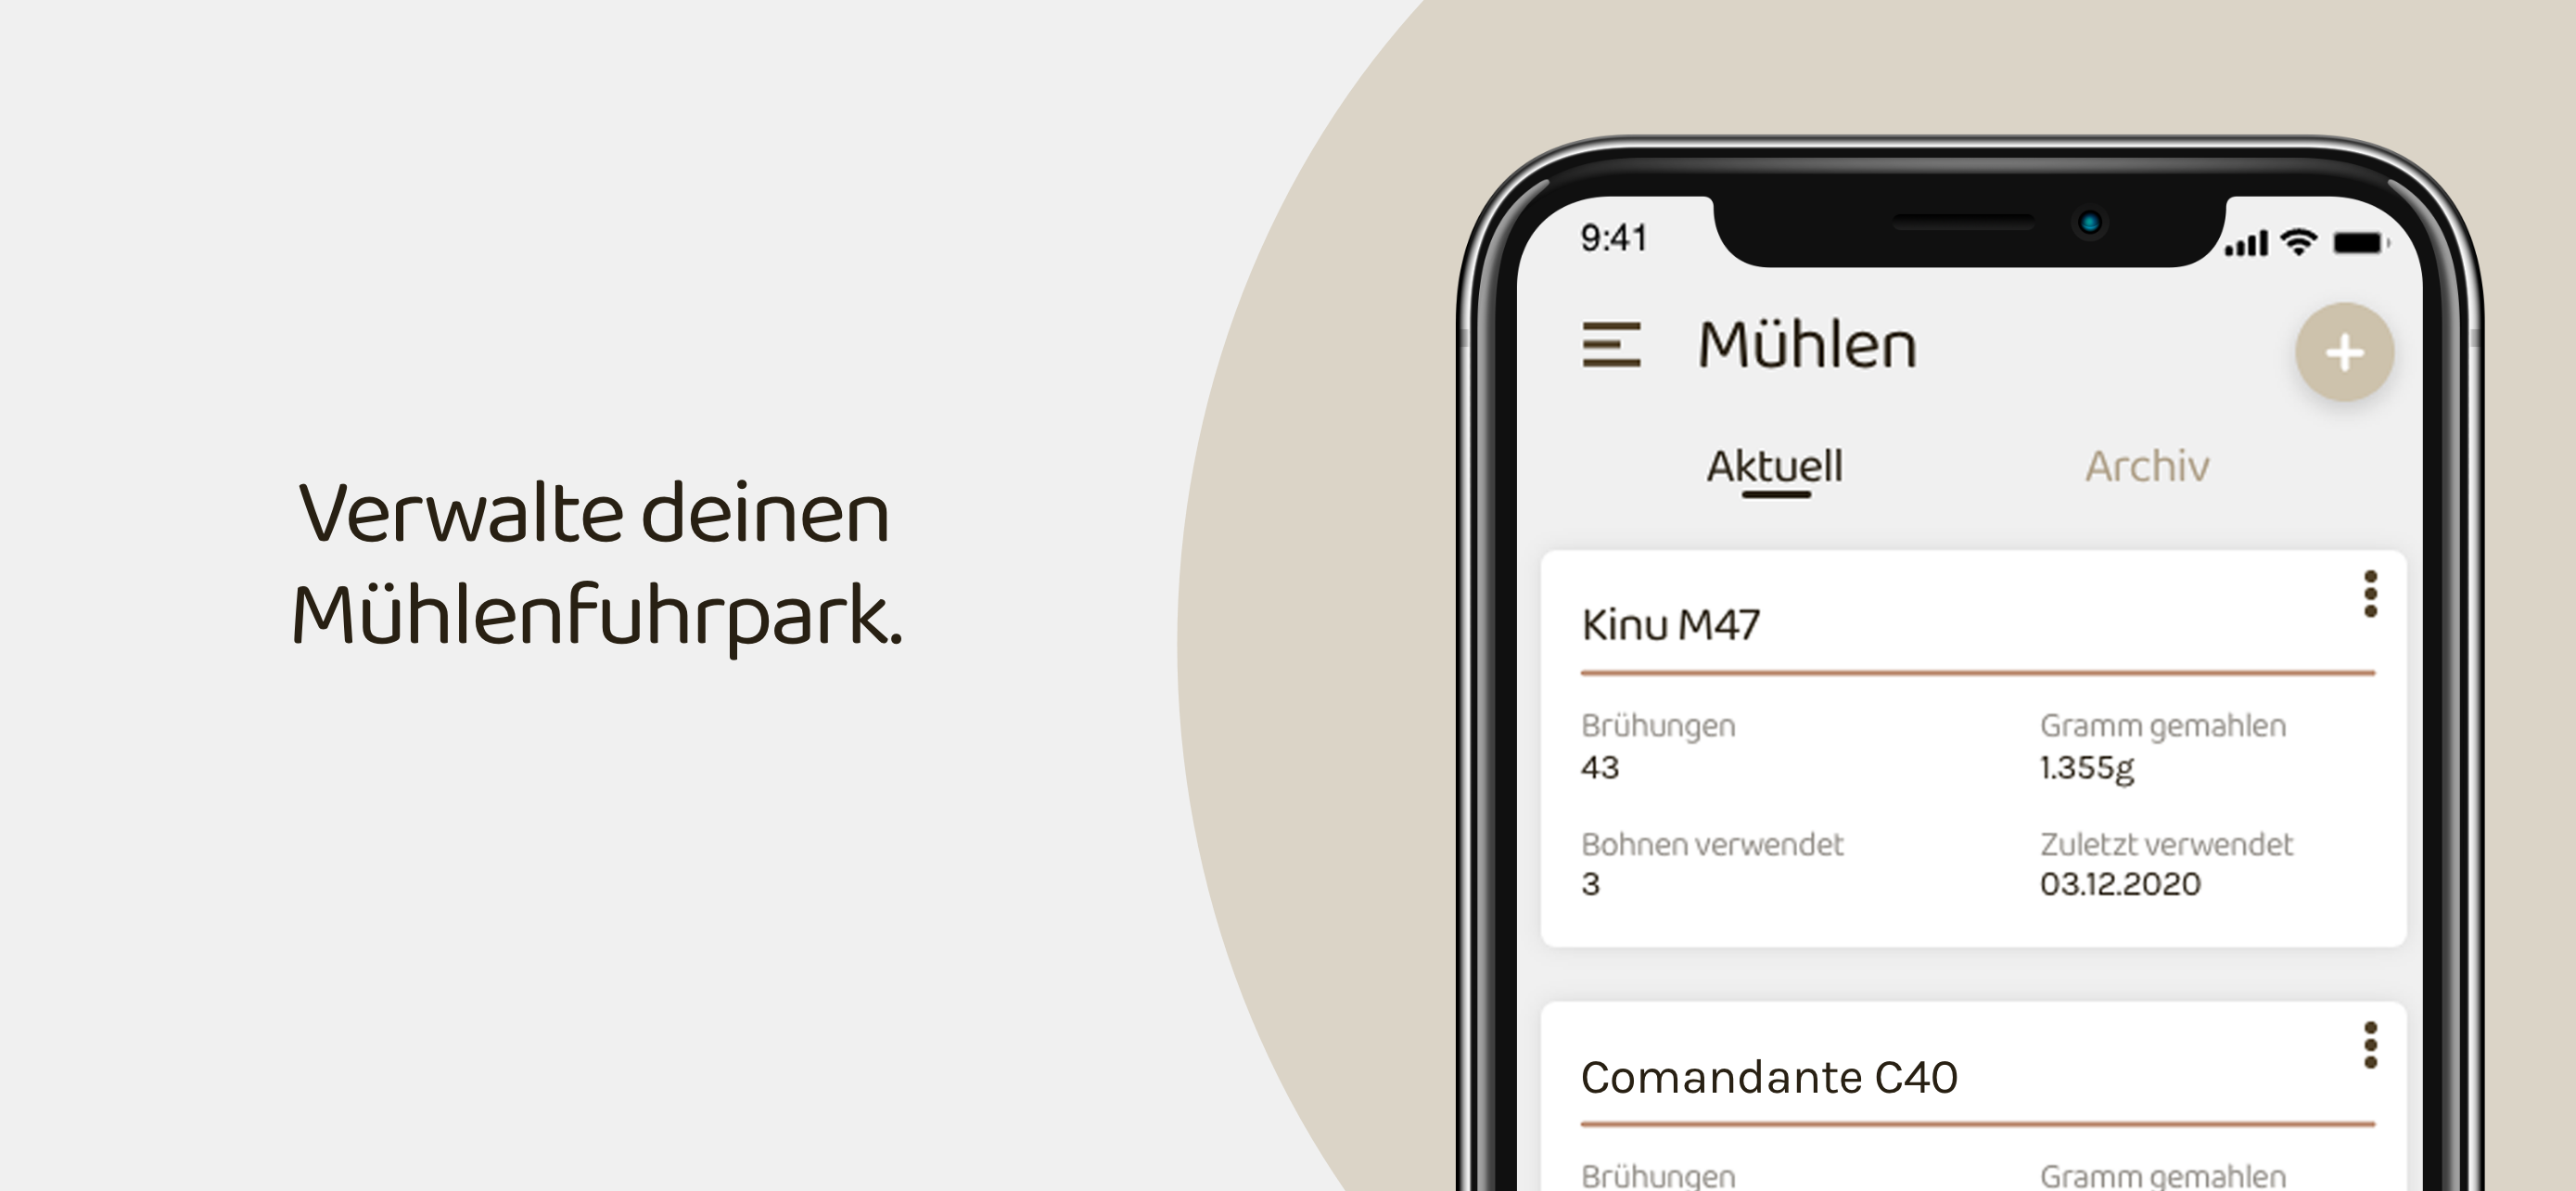 Verwalte deinen
Mühlenfuhrpark.
9:41
Mühlen
Aktuell Archiv
Kinu M47
Brühungen Gramm gemahlen
43 1.355g
Bohnen verwendet Zuletzt verwendet
3 03.12.2020
Comandante C40
Brühungen Gramm gemahlen